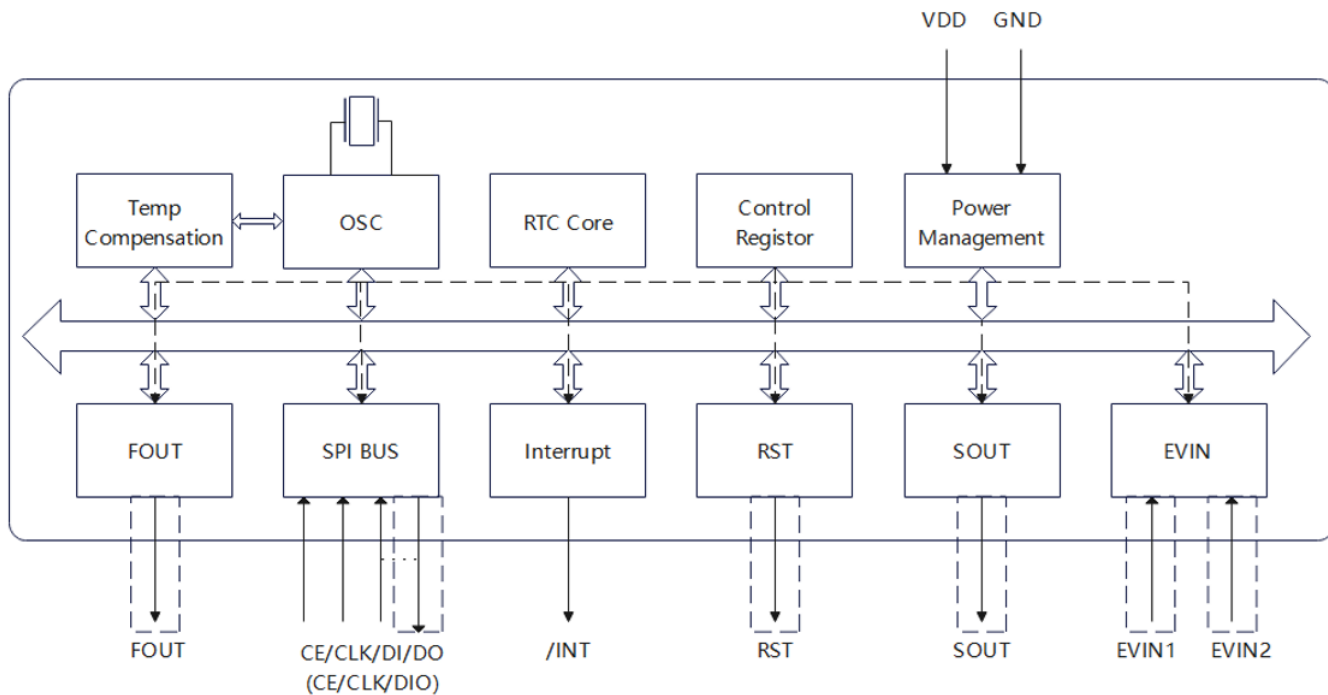 VDD GND
Temp
Compensation
OSC
RTC Core
Control
Registor
Power
Management
FOUT
SPI BUS
Interrupt
RST
SOUT
EVIN
FOUT
CE/CLK/DI/DO
(CE/CLK/DIO)
/INT
RST
SOUT
EVIN1
EVIN2